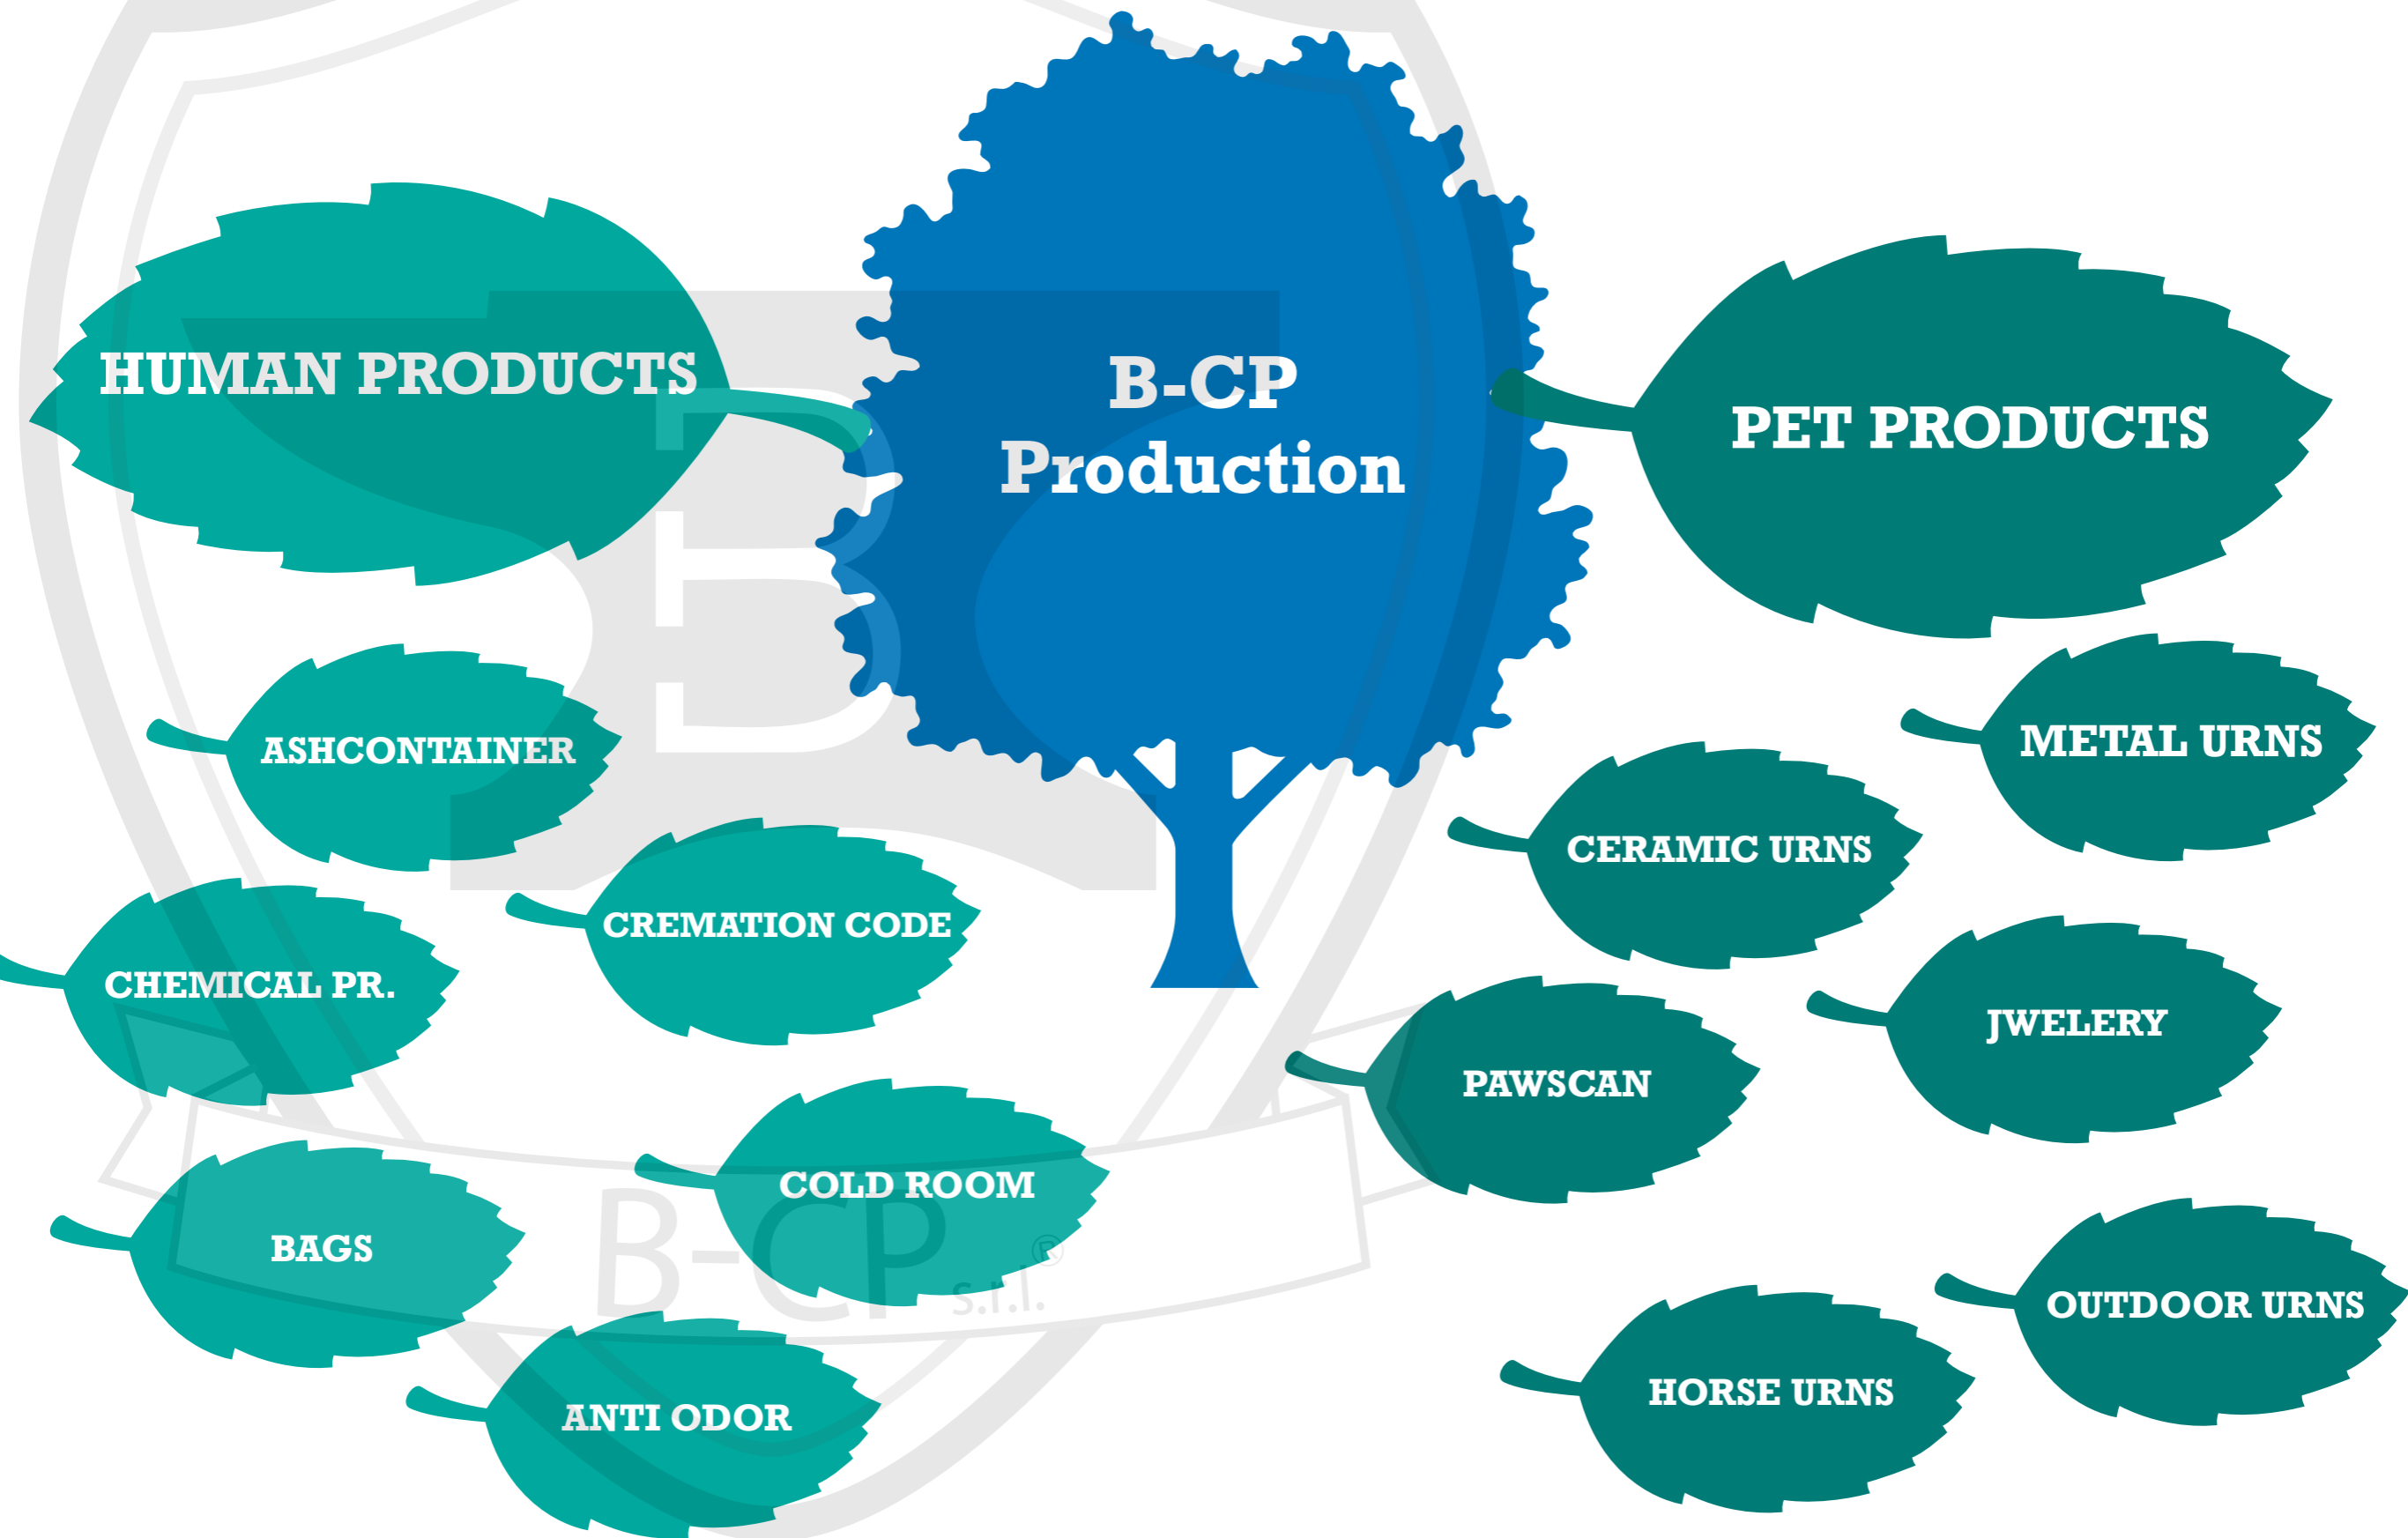 HUMAN PRODUCTS
B-CP
Production
PET PRODUCTS
ASHCONTAINER
CREMATION CODE
CHEMICAL PR.
COLD ROOM
BAGS
ANTI ODOR
METAL URNS
CERAMIC URNS
JWELERY
PAWSCAN
OUTDOOR URNS
HORSE URNS
B
B-CP s.r.l.®